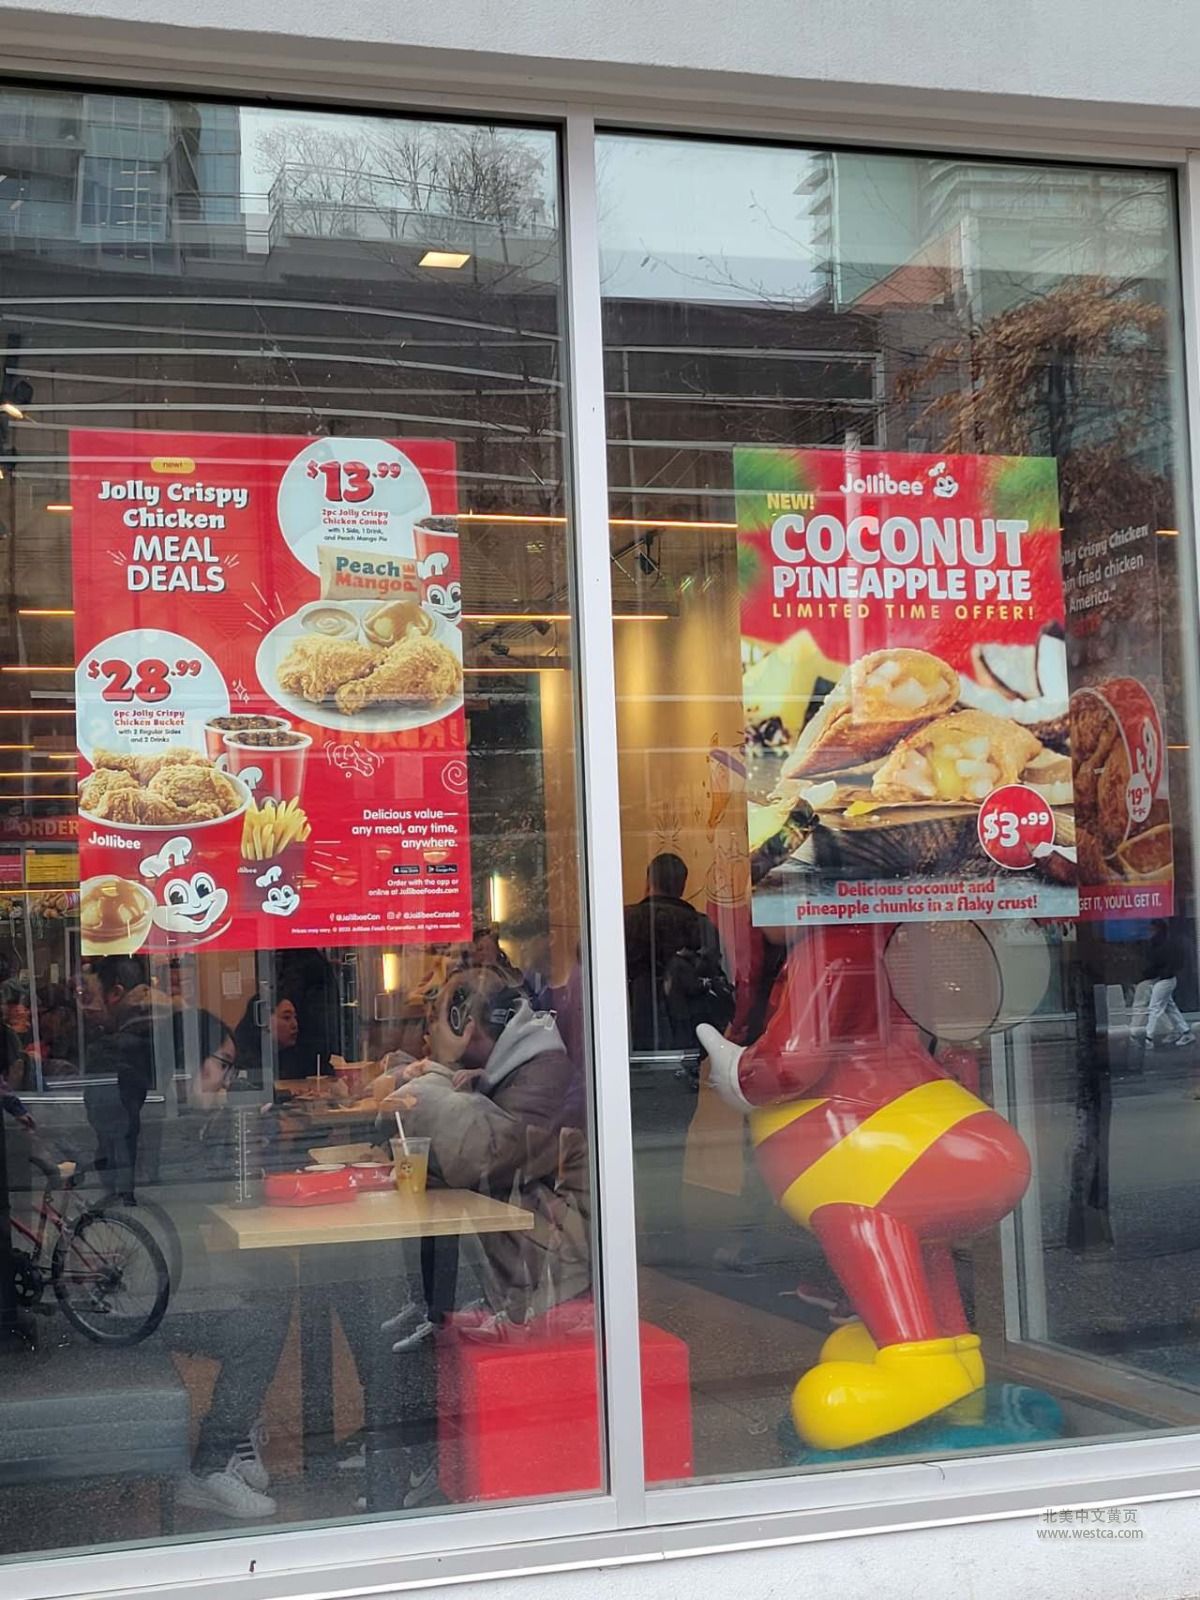 new!
Jolly Crispy
Chicken
MEAL
DEALS
$13.99
2pc Jolly Crispy
Chicken Combo
with 1 Side, 1 Drink,
and Peach Mango Pie
Peach
Mango
PIE
$28.99
6pc Jolly Crispy
Chicken Bucket
with 2 Regular Sides
and 2 Drinks
Jollibee
Delicious value—
any meal, any time,
anywhere.
Order with the app or
online at JollibeeFoods.com
@JollibeeCan @JollibeeCanada
ORDER
Jollibee
NEW!
COCONUT
PINEAPPLE PIE
LIMITED TIME OFFER!
$3.99
Delicious coconut and
pineapple chunks in a flaky crust!
Crispy Chicken
fried chicken
America."
$19
GET IT, YOU'LL GET IT.
北美中文黄页
www.westca.com